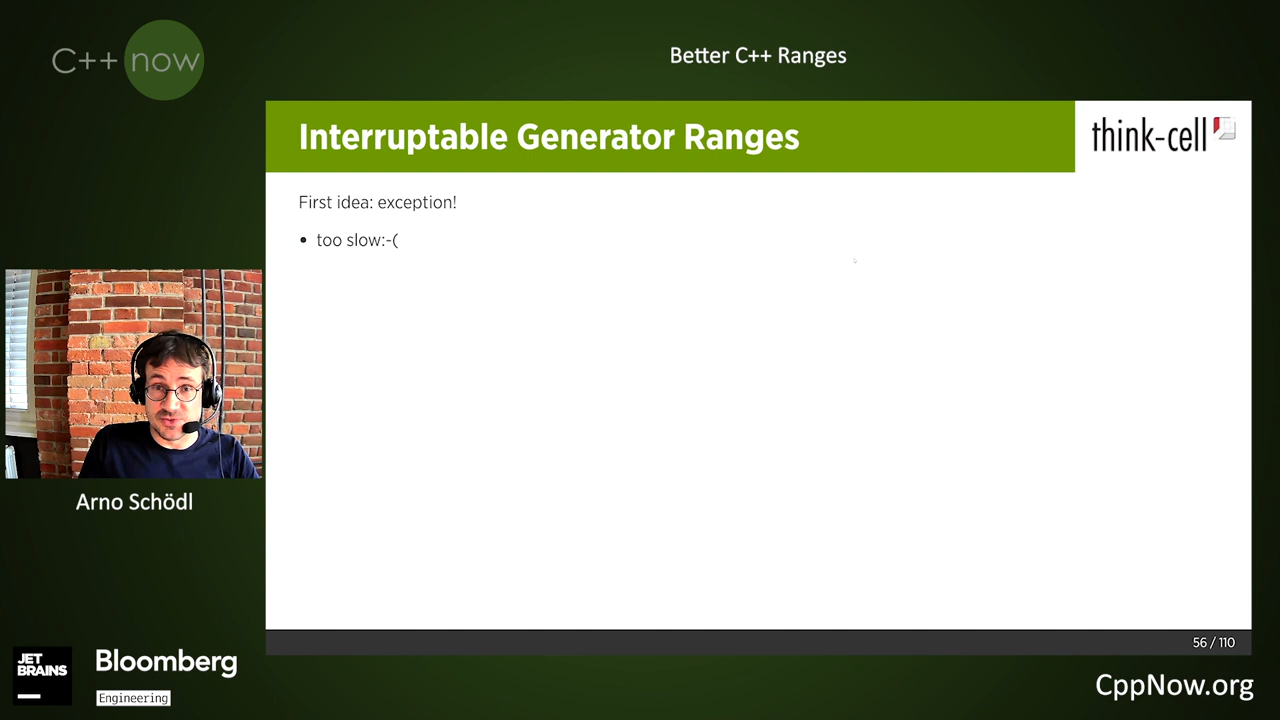 C++ now
Better C++ Ranges
Interruptable Generator Ranges
think-cell
First idea: exception!
• too slow:-(
Arno Schödl
56 / 110
JET
BRAINS
Bloomberg
Engineering
CppNow.org